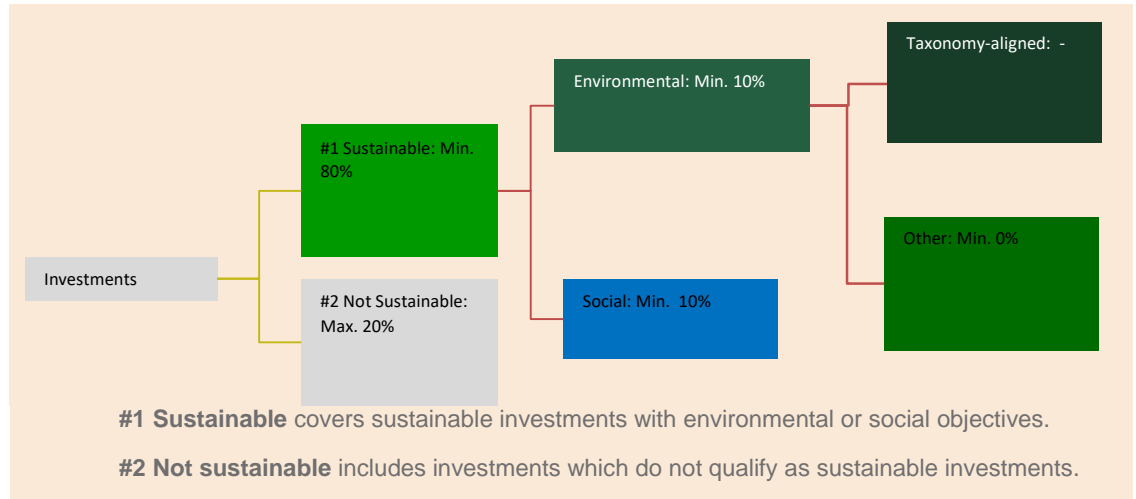 Taxonomy-aligned: -
Environmental: Min. 10%
#1 Sustainable: Min.
80%
Other: Min. 0%
Investments
#2 Not Sustainable:
Max. 20%
Social: Min. 10%
#1 Sustainable covers sustainable investments with environmental or social objectives.
#2 Not sustainable includes investments which do not qualify as sustainable investments.